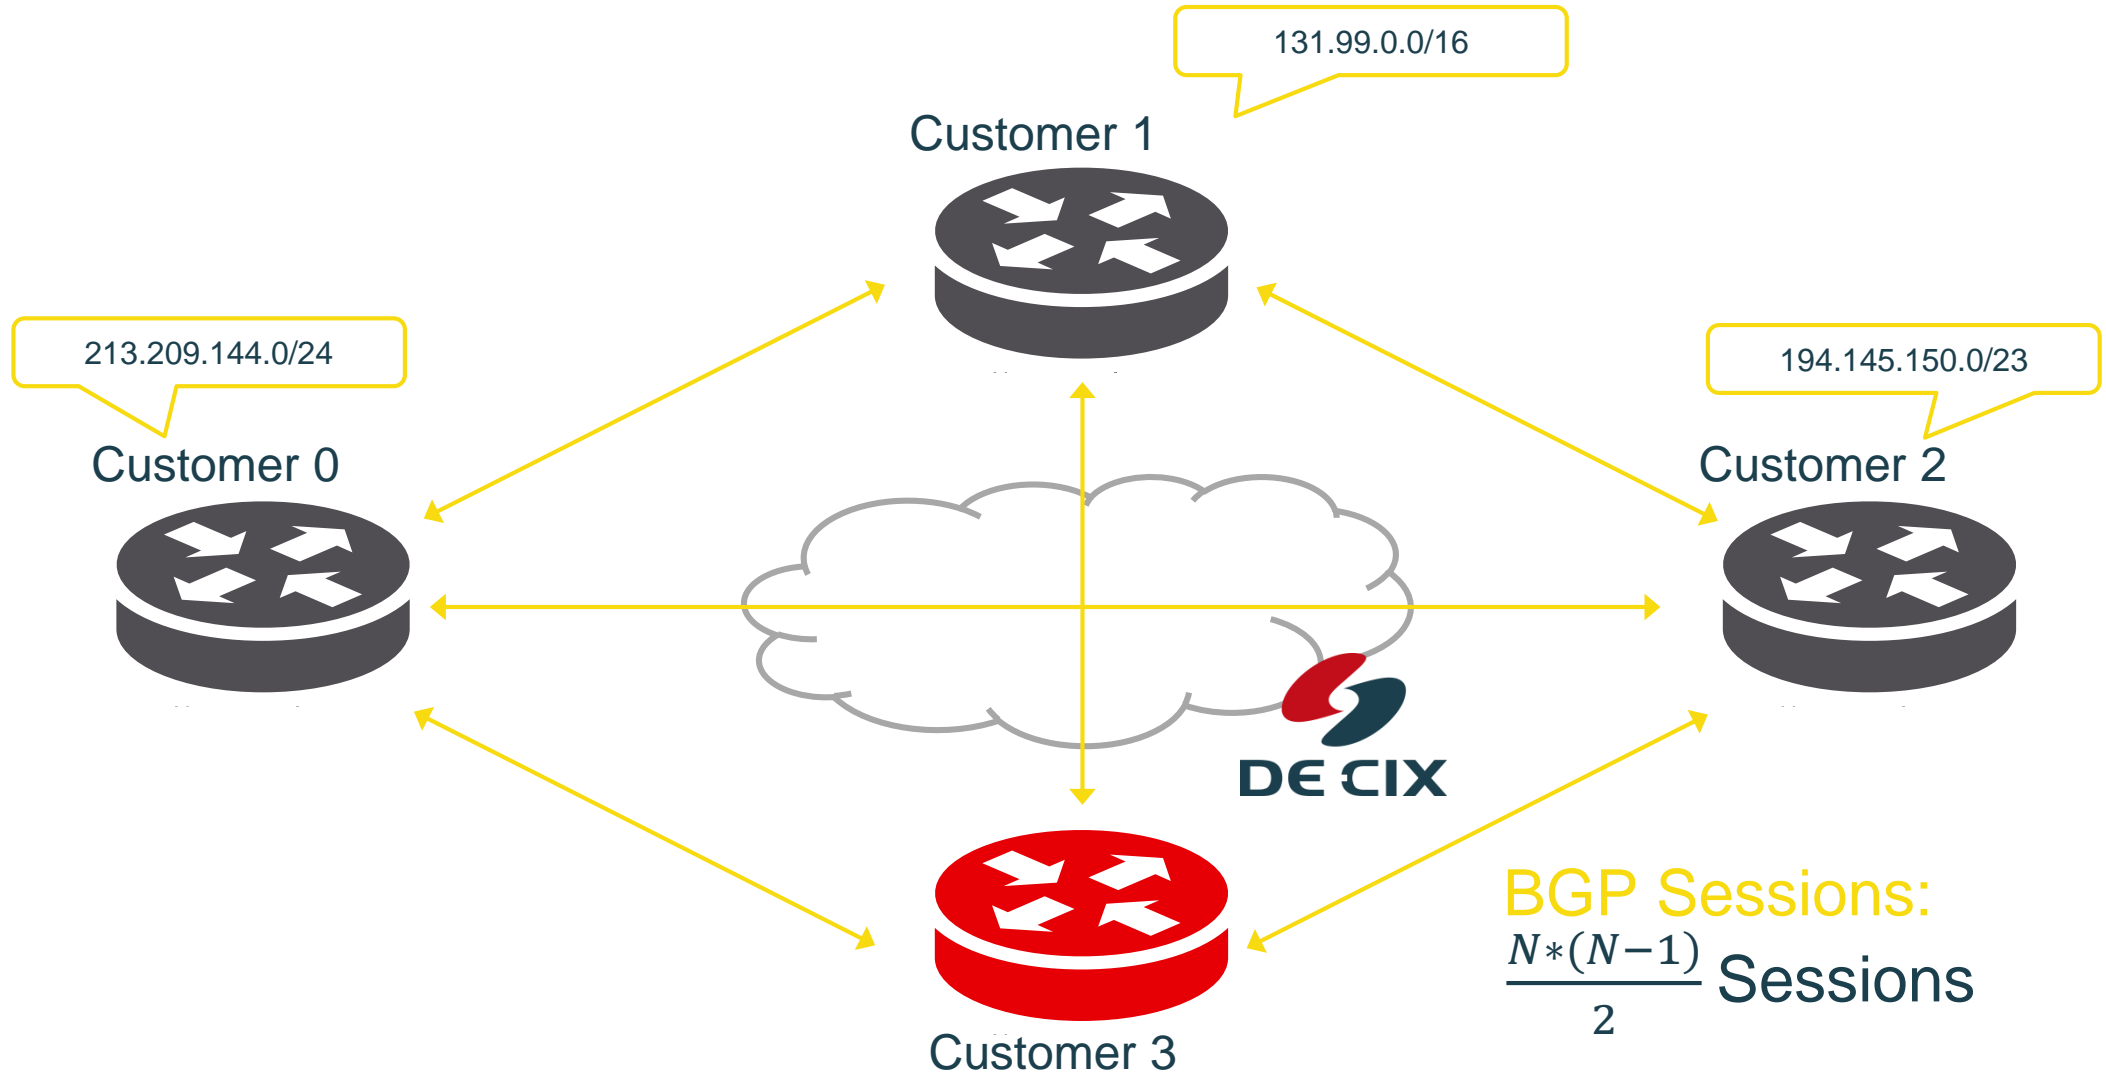 131.99.0.0/16
Customer 1
213.209.144.0/24
194.145.150.0/23
Customer 0
Customer 2
DE CIX
BGP Sessions:
N*(N−1)
2
Sessions
Customer 3